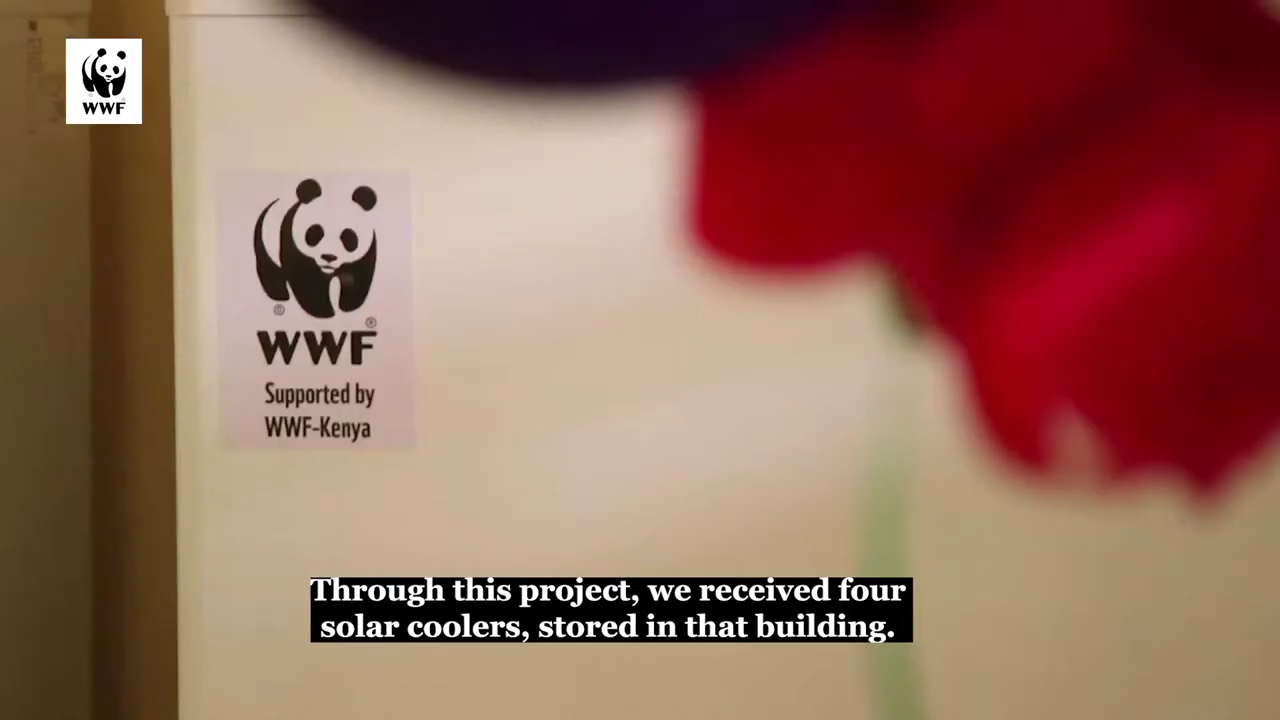 WWF
WWF
Supported by
WWF-Kenya
Through this project, we received four
solar coolers, stored in that building.